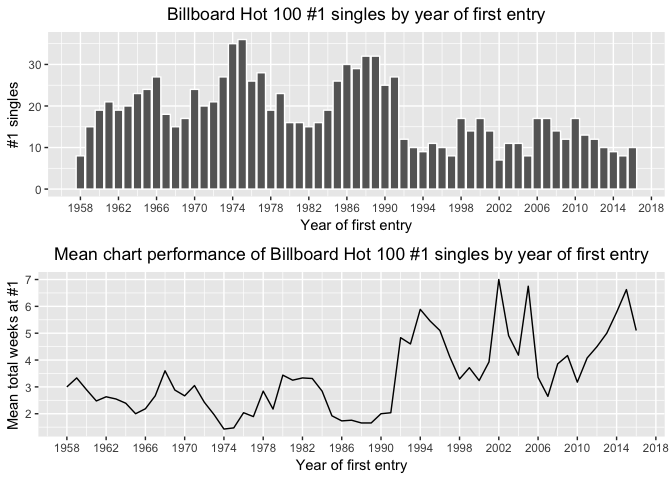 Billboard Hot 100 #1 singles by year of first entry
30
20
10
0
#1 singles
1958 1962 1966 1970 1974 1978 1982 1986 1990 1994 1998 2002 2006 2010 2014 2018
Year of first entry
Mean chart performance of Billboard Hot 100 #1 singles by year of first entry
7
6
5
4
3
2
Mean total weeks at #1
1958 1962 1966 1970 1974 1978 1982 1986 1990 1994 1998 2002 2006 2010 2014 2018
Year of first entry